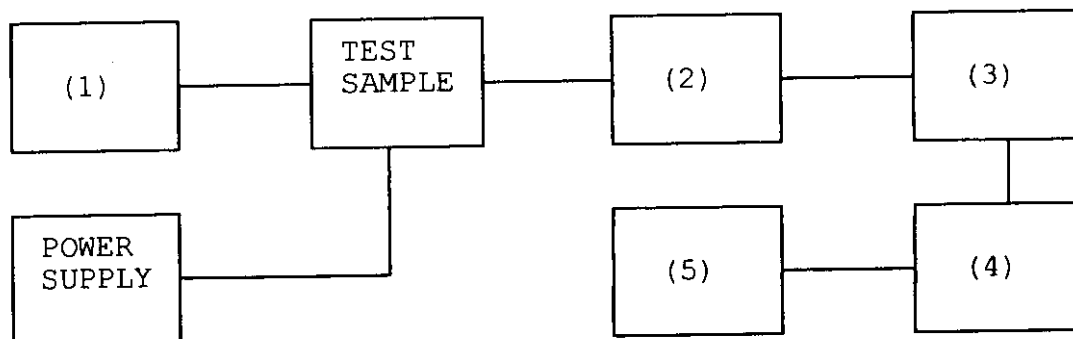 (1)
TEST
SAMPLE
(2)
(3)
POWER
SUPPLY
(5)
(4)